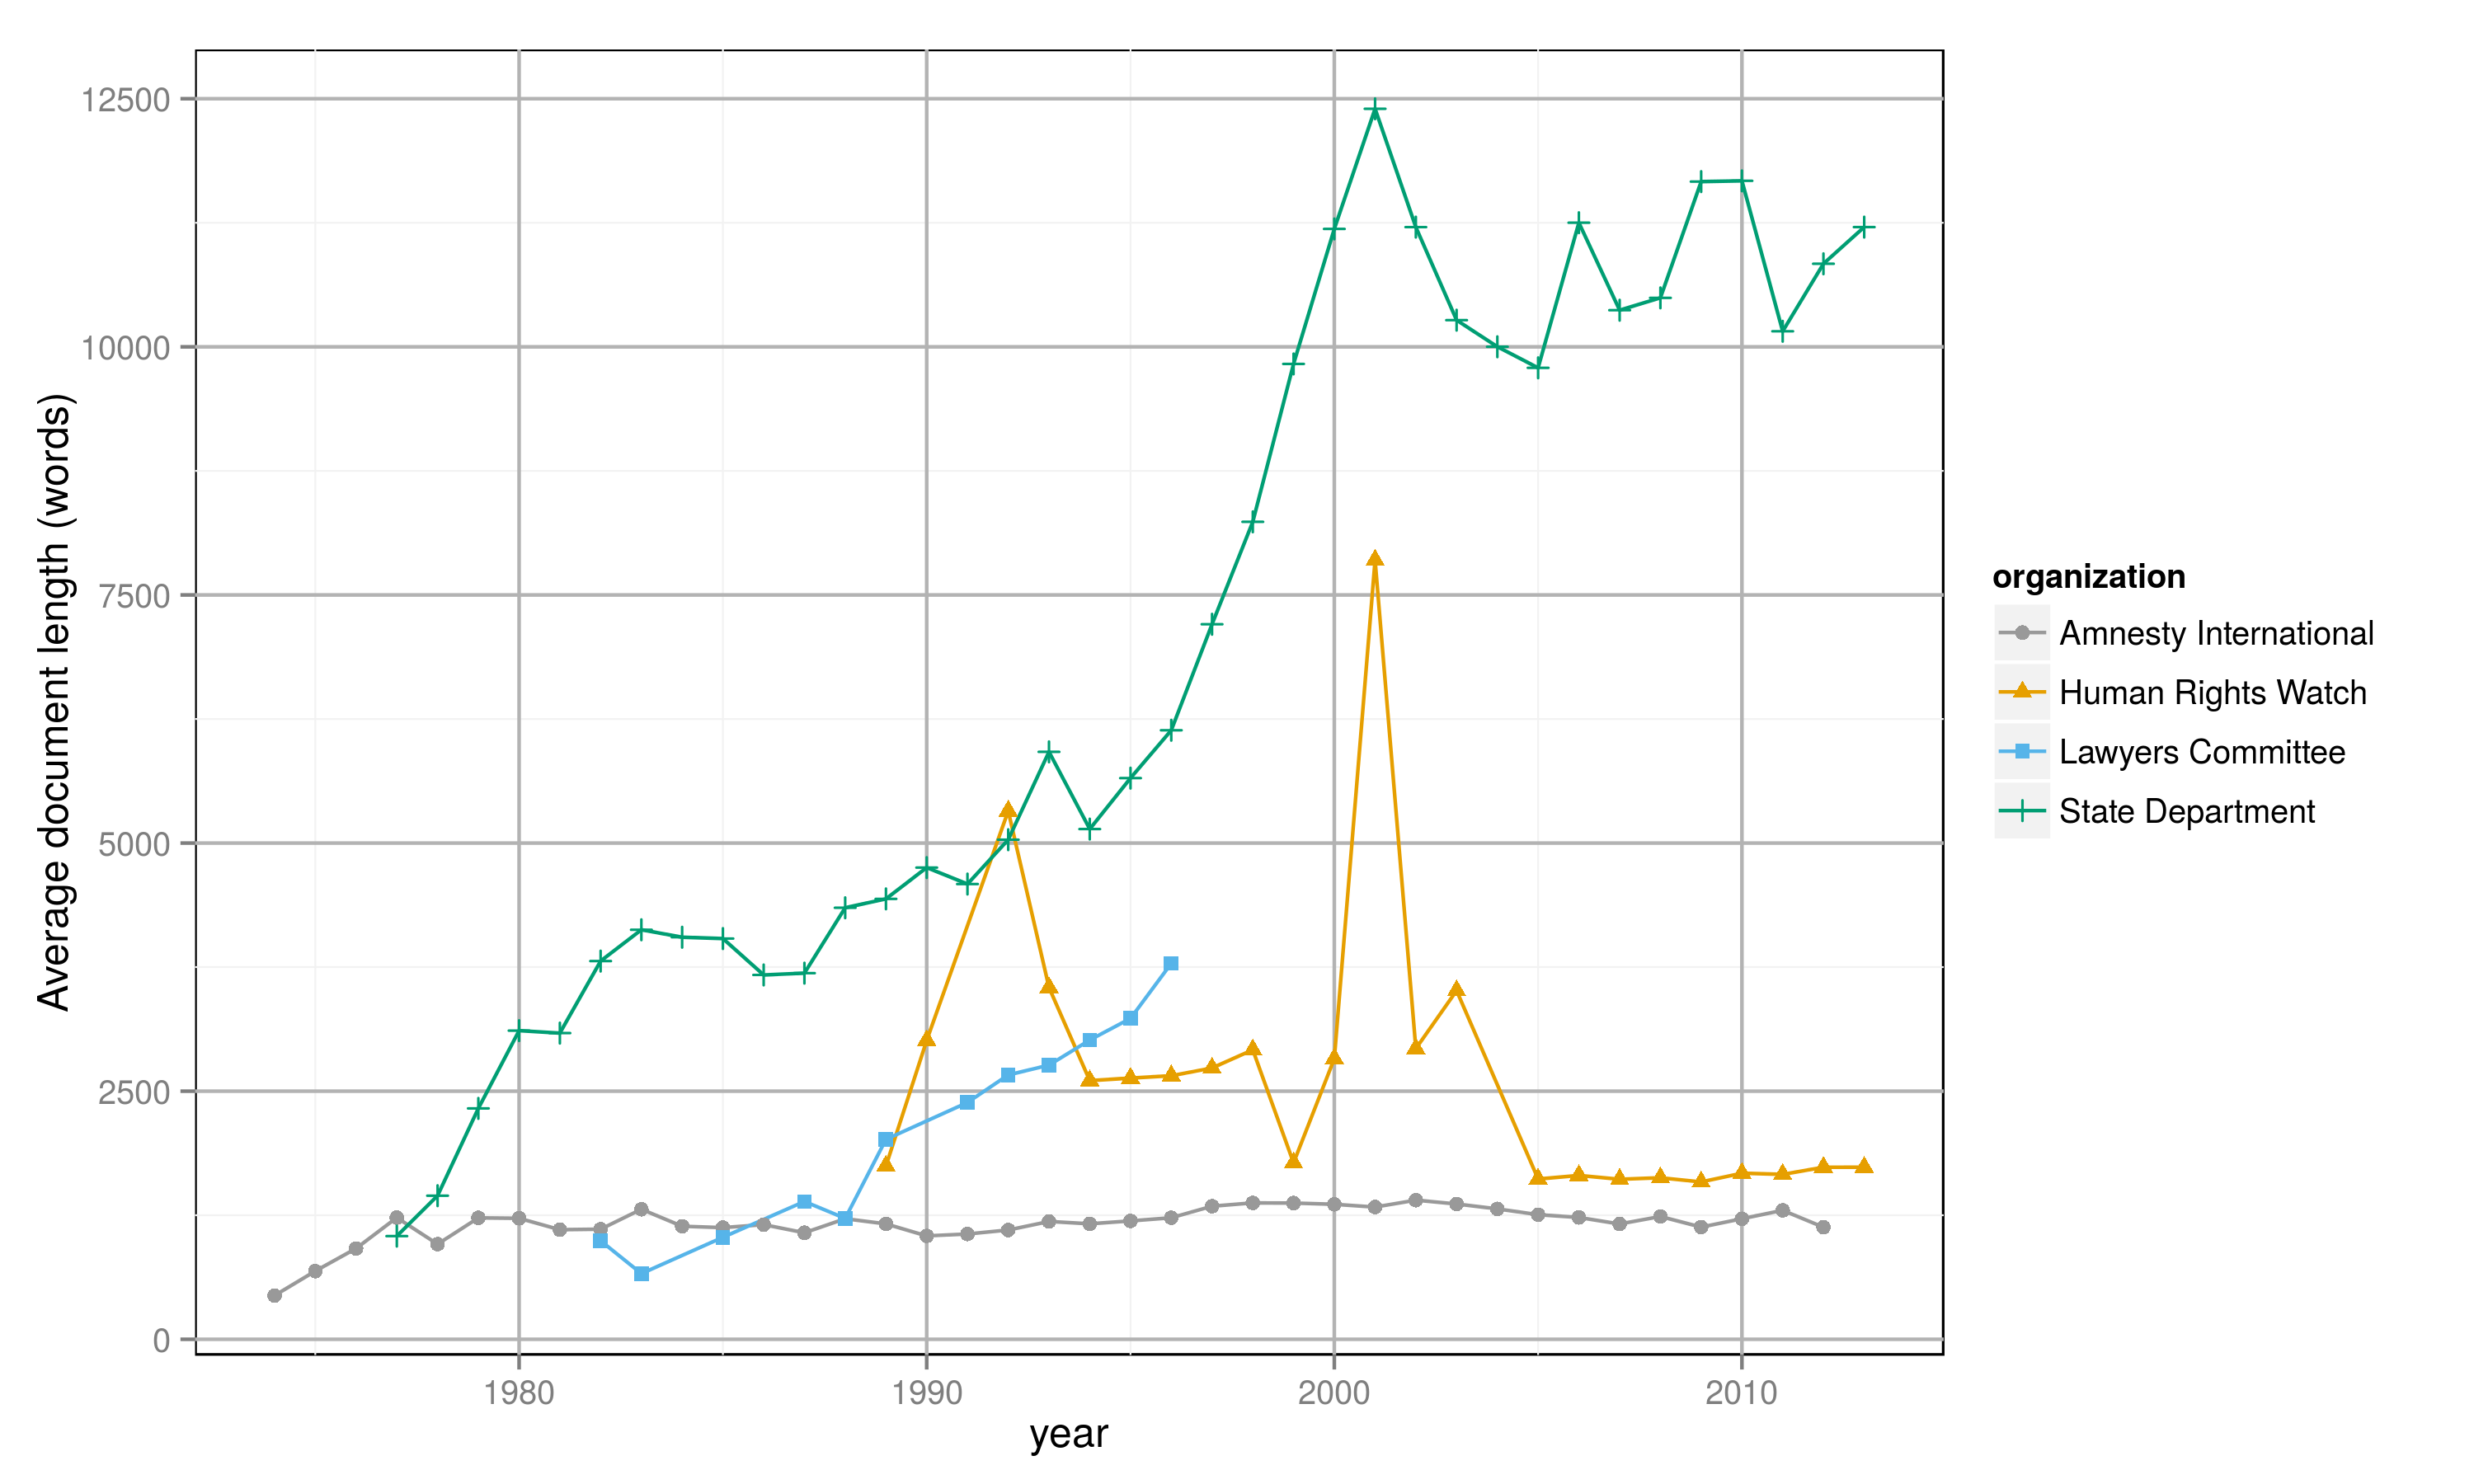 12500
10000
7500
5000
2500
0
Average document length (words)
1980 1990 2000 2010
year
organization
Amnesty International
Human Rights Watch
Lawyers Committee
State Department